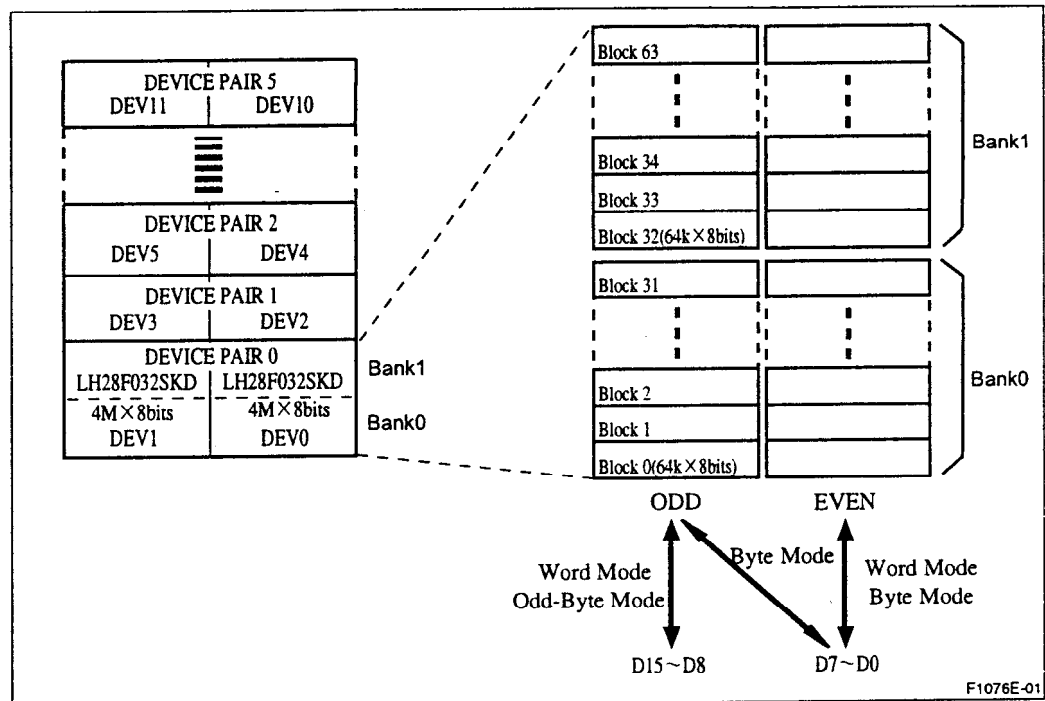 DEVICE PAIR 5
DEV11 DEV10
DEVICE PAIR 2
DEV5 DEV4
DEVICE PAIR 1
DEV3 DEV2
DEVICE PAIR 0
LH28F032SKD LH28F032SKD
4M×8bits 4M×8bits
DEV1 DEV0
Bank1
Bank0
Block 63
Block 34
Block 33
Block 32(64k×8bits)
Bank1
Block 31
Block 2
Block 1
Block 0(64k×8bits)
Bank0
ODD EVEN
Word Mode
Odd-Byte Mode
Byte Mode
Word Mode
Byte Mode
D15~D8 D7~D0
F1076E-01